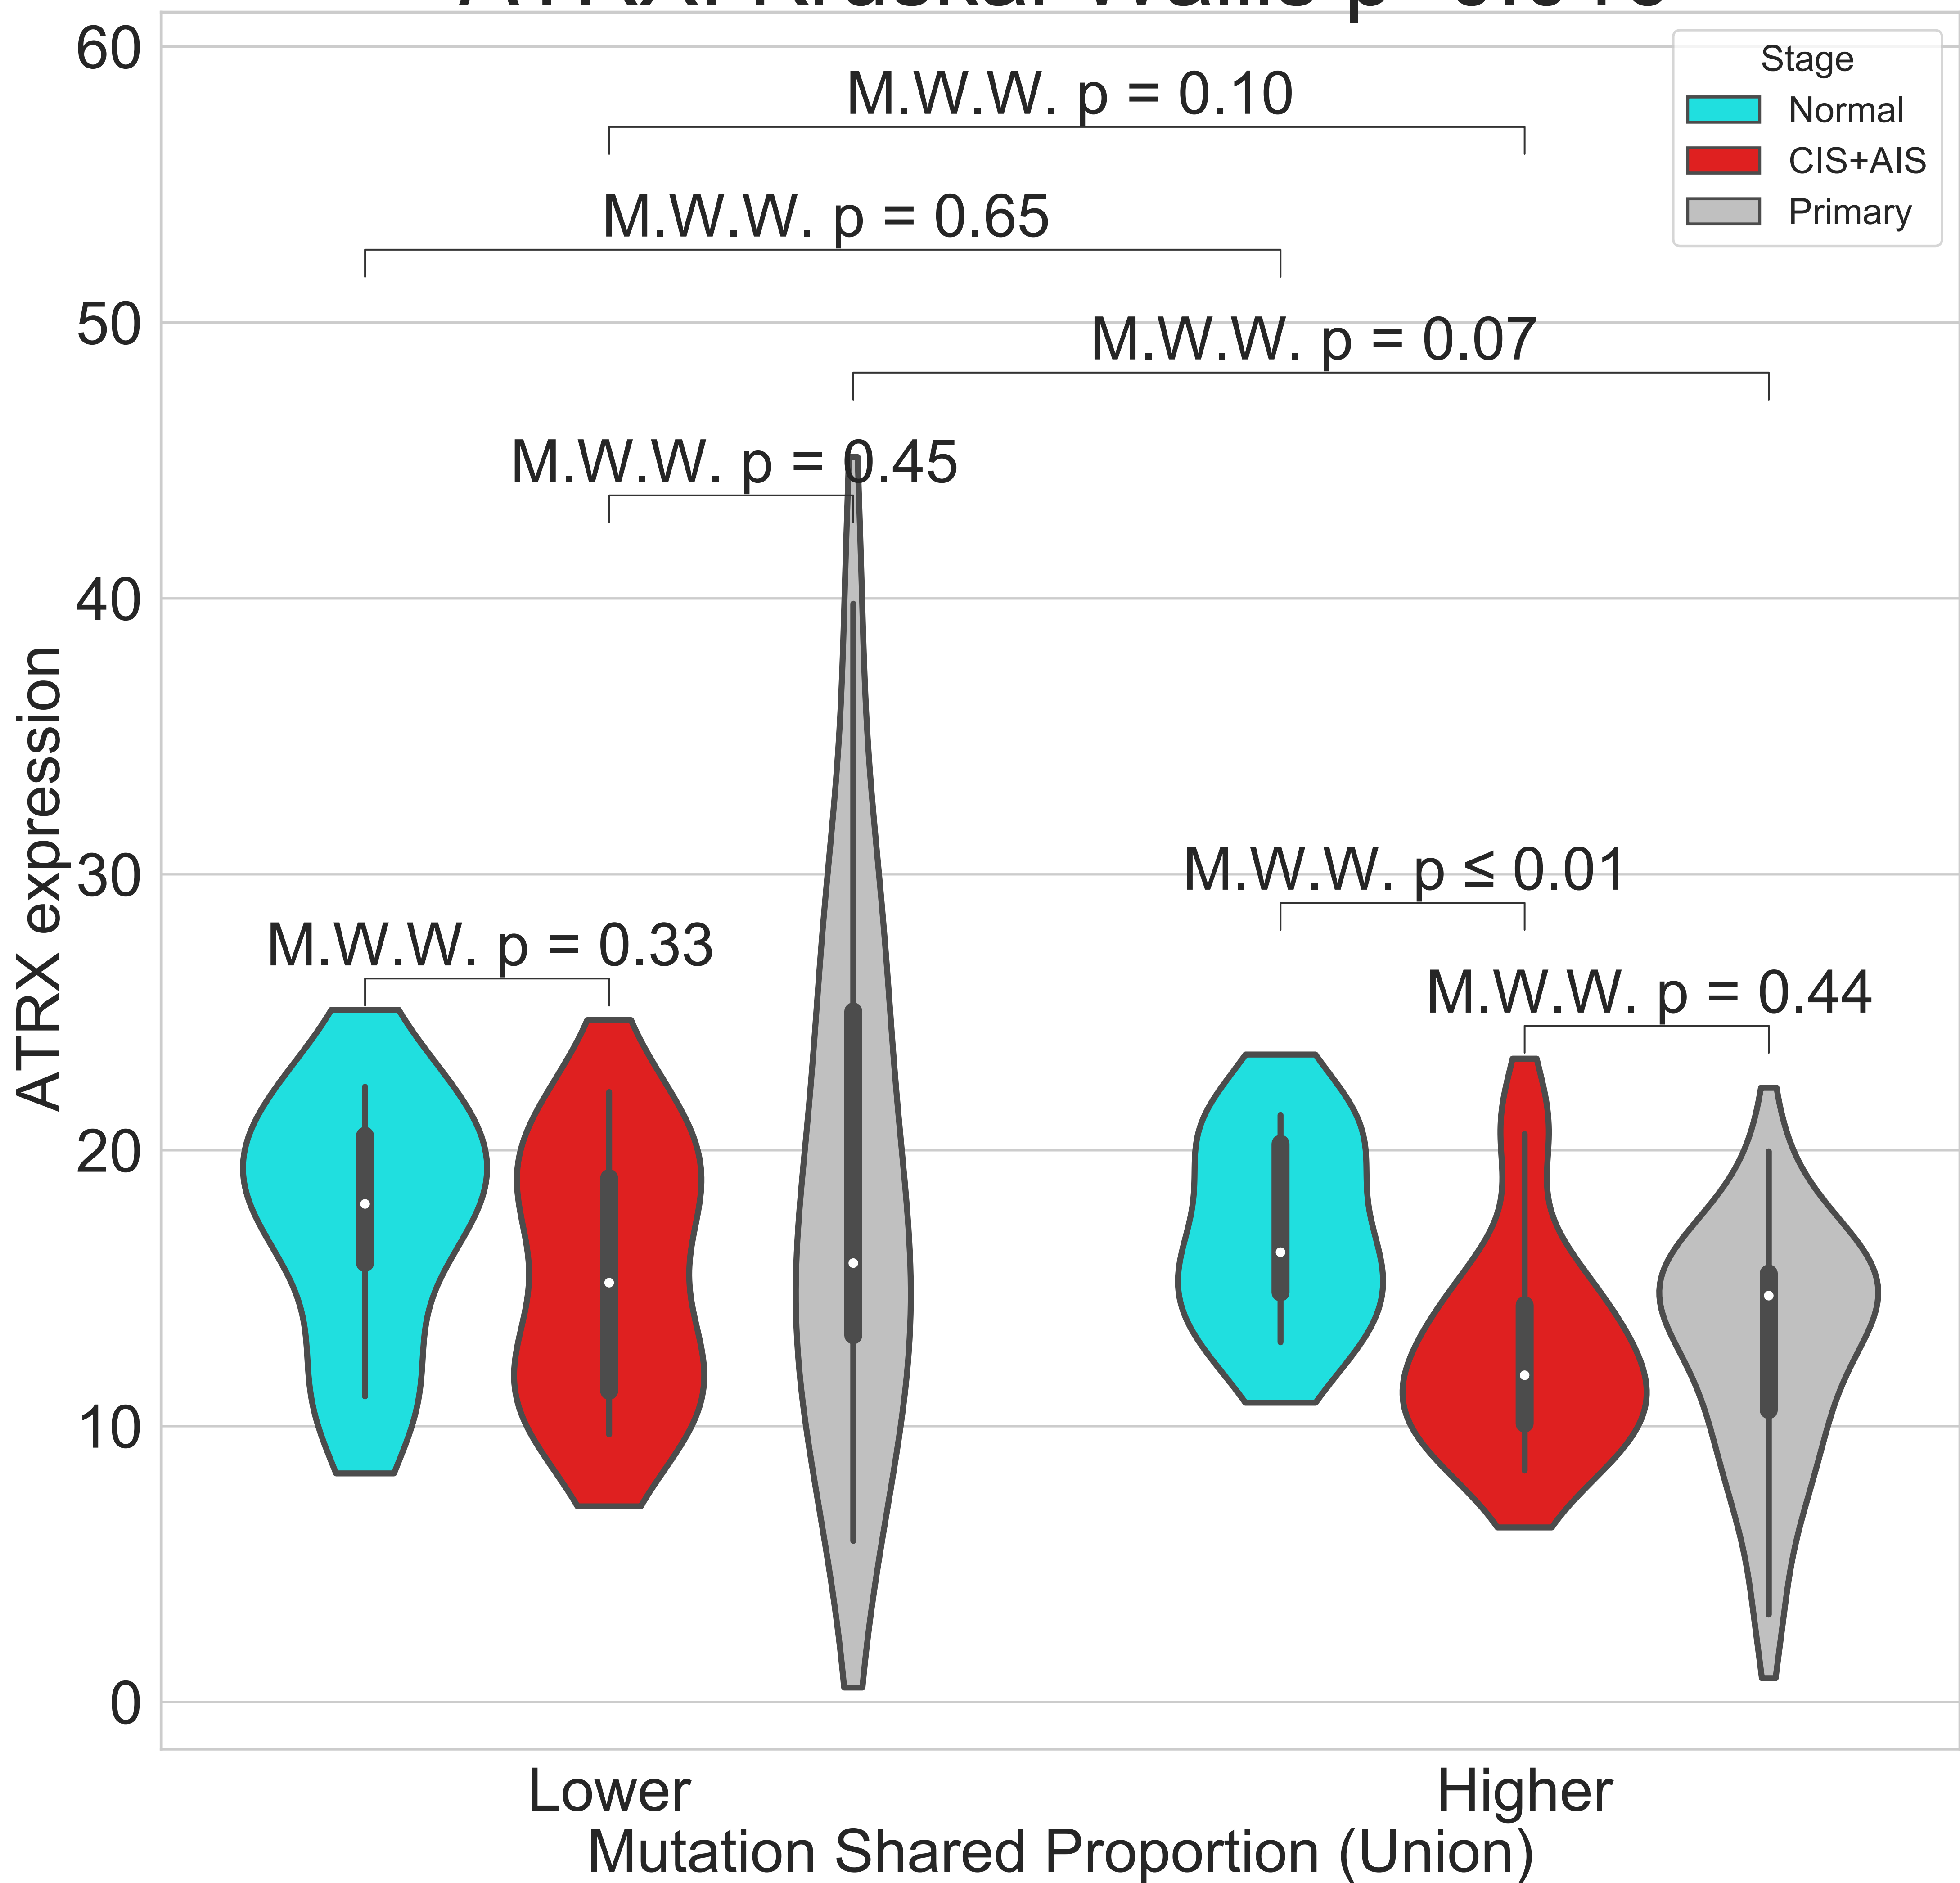 60
Stage
Normal
CIS+AIS
Primary
M.W.W. p = 0.10
M.W.W. p = 0.65
50
M.W.W. p = 0.07
M.W.W. p = 0.45
40
ATRX expression
30
M.W.W. p ≤ 0.01
M.W.W. p = 0.33
M.W.W. p = 0.44
20
10
0
Lower
Higher
Mutation Shared Proportion (Union)